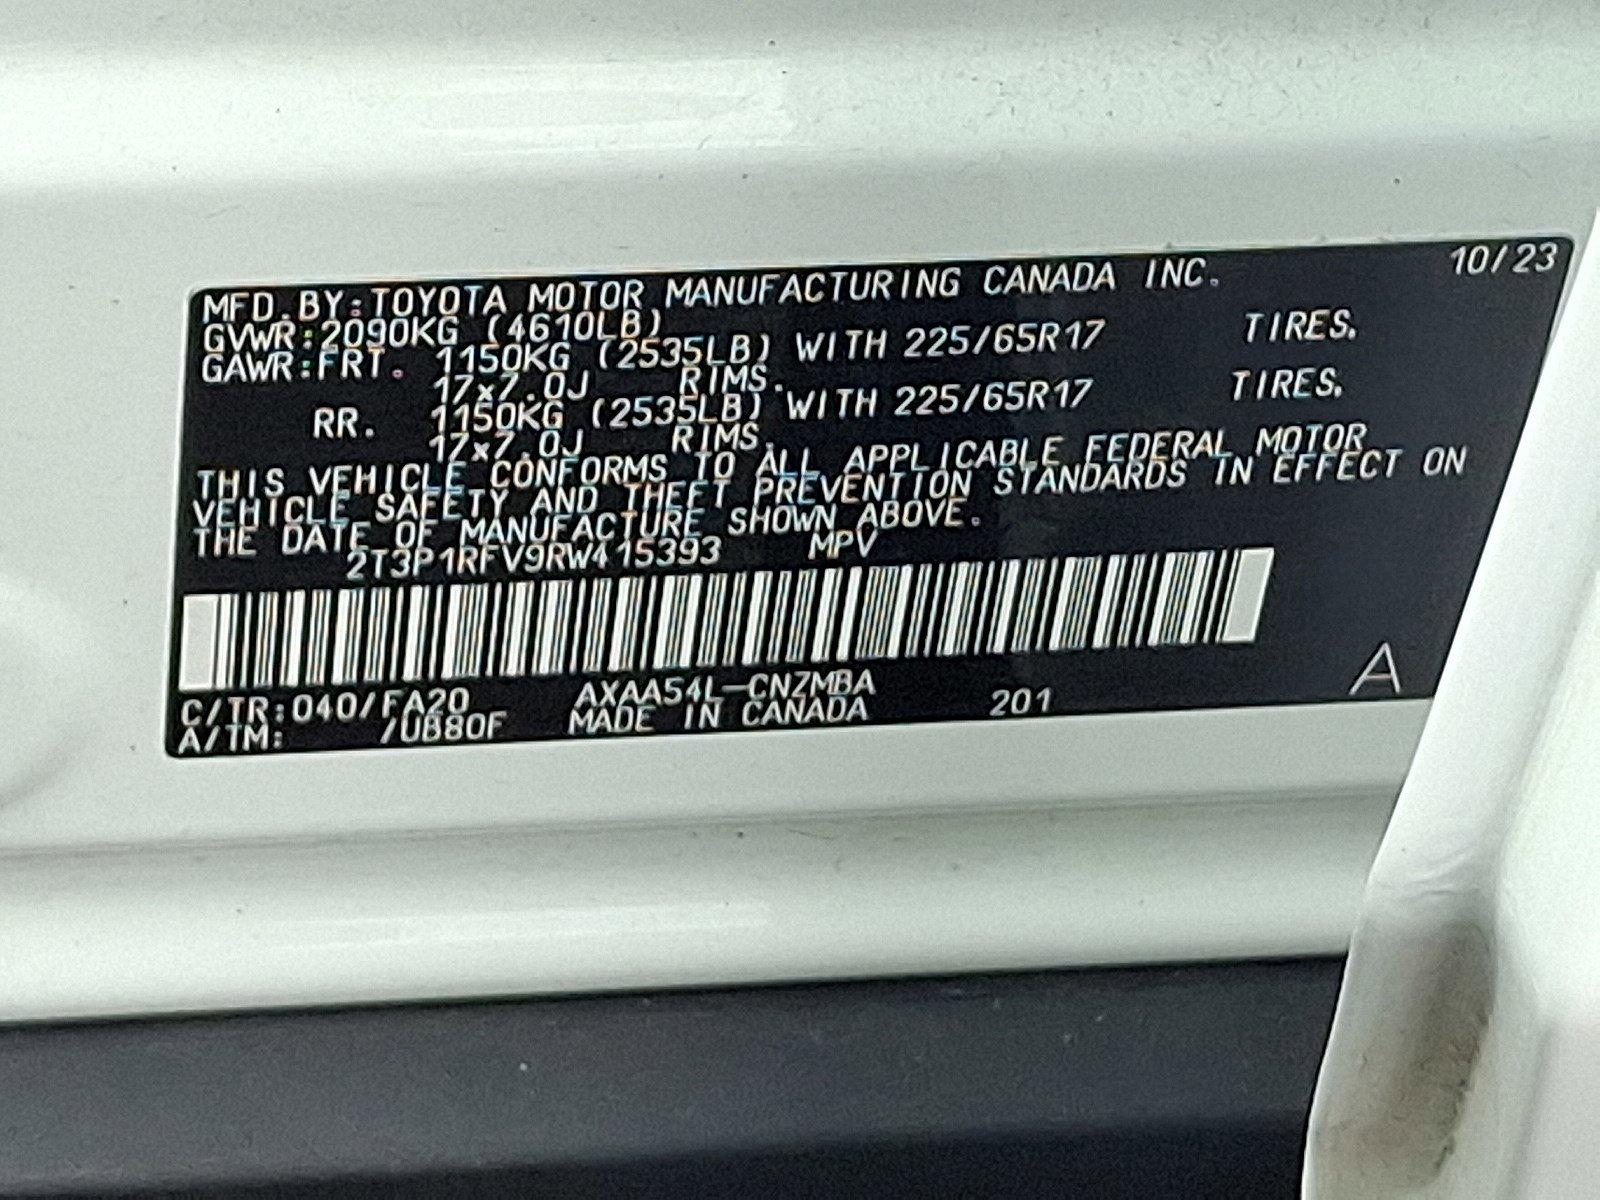 10/23
MFD.BY:TOYOTA MOTOR MANUFACTURING CANADA INC.
GVWR:2090KG (4610LB)
GAWR:FRT. 1150KG (2535LB) WITH 225/65R17 TIRES.
17x7.0J RIMS.
RR. 1150KG (2535LB) WITH 225/65R17 TIRES.
17x7.0J RIMS.
THIS VEHICLE CONFORMS TO ALL APPLICABLE FEDERAL MOTOR
VEHICLE SAFETY AND THEFT PREVENTION STANDARDS IN EFFECT ON
THE DATE OF MANUFACTURE SHOWN ABOVE.
2T3P1RFV9RW415393 MPV
C/TR:040/FA20 AXAA54L-CNZMBA
A/TM: /UB80F MADE IN CANADA 201 A